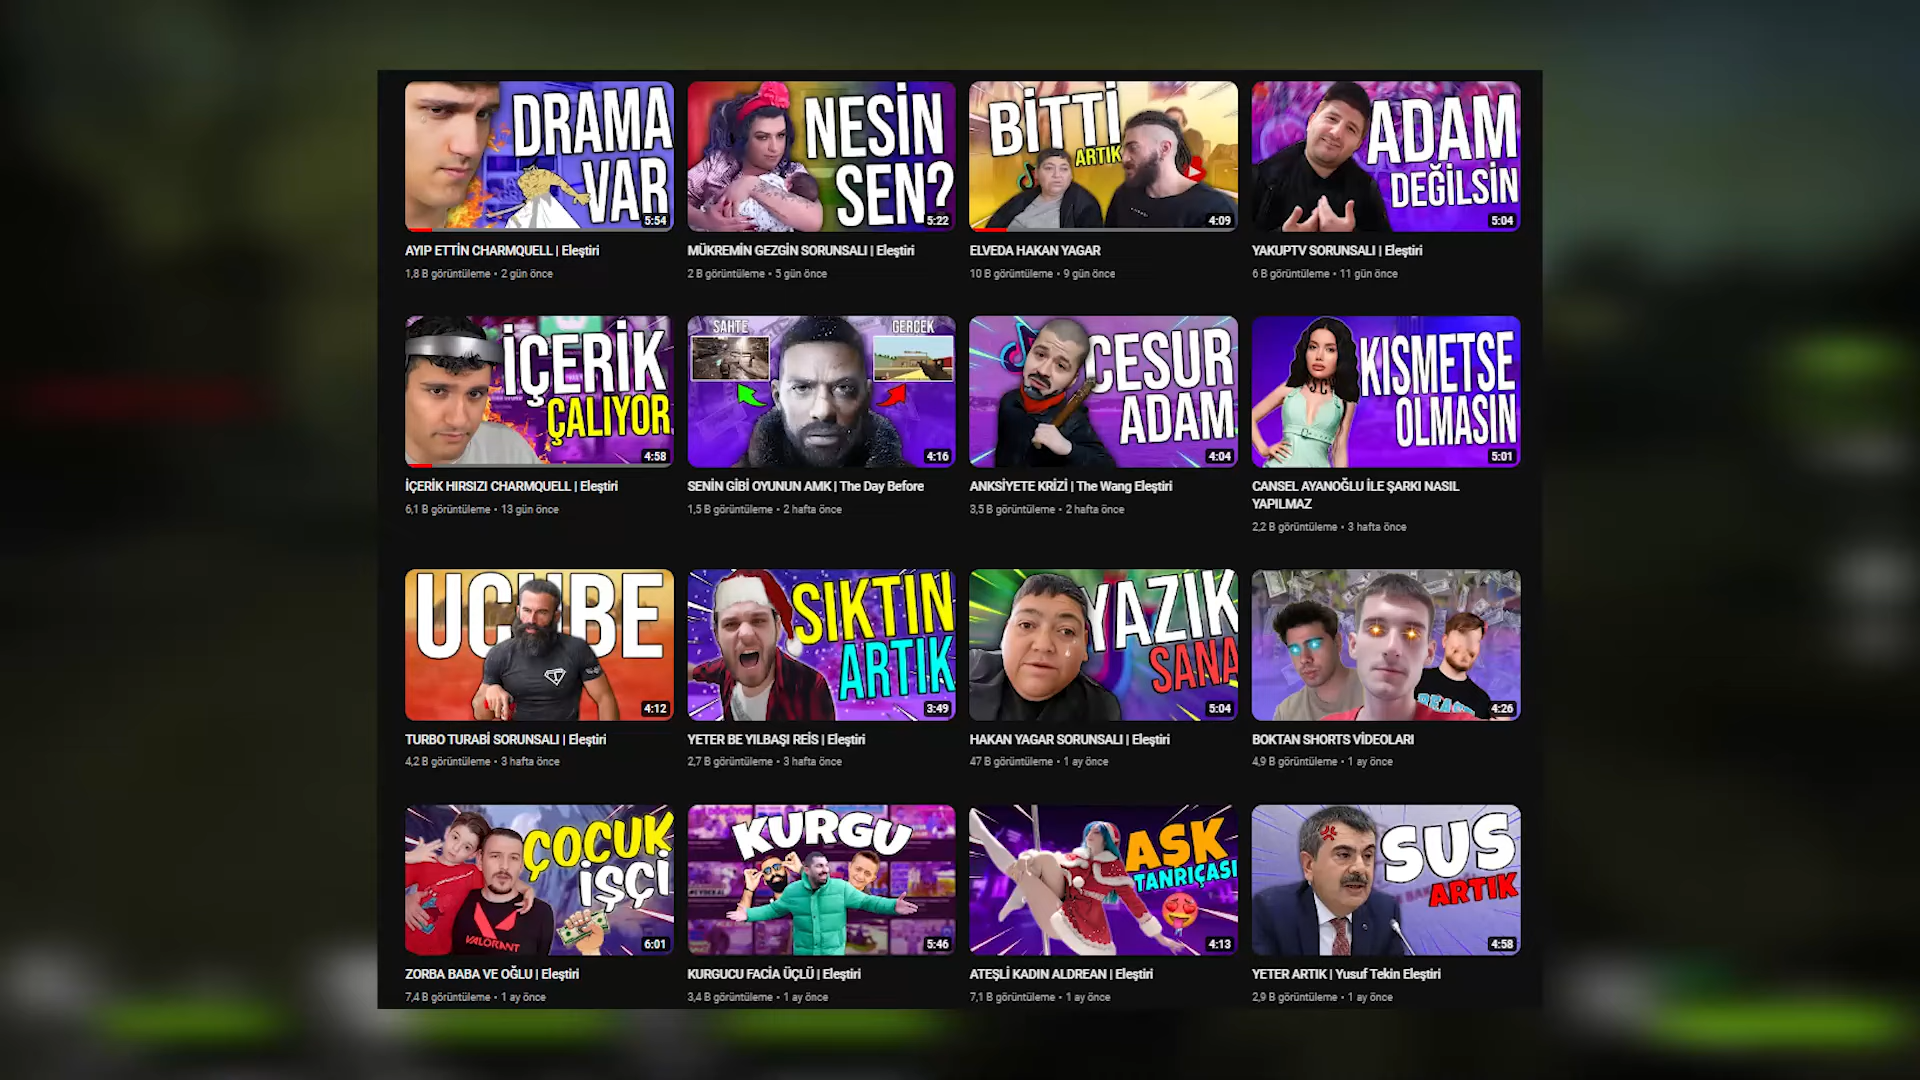 DRAMA
VAR
5:54
NESİN
SEN?
5:22
BİTTİ
ARTIK
4:09
ADAM
DEĞİLSİN
5:04
AYIP ETTİN CHARMQUELL | Eleştiri
1,8 B görüntüleme • 2 gün önce
MÜKREMİN GEZGİN SORUNSALI | Eleştiri
2 B görüntüleme • 5 gün önce
ELVEDA HAKAN YAGAR
10 B görüntüleme • 9 gün önce
YAKUPTV SORUNSALI | Eleştiri
6 B görüntüleme • 11 gün önce
İÇERİK
ÇALIYOR
4:58
SAHTE
GERÇEK
4:16
CESUR
ADAM
4:04
KISMETSE
OLMASIN
5:01
İÇERİK HIRSIZI CHARMQUELL | Eleştiri
6,1 B görüntüleme • 13 gün önce
SENİN GİBİ OYUNUN AMK | The Day Before
1,5 B görüntüleme • 2 hafta önce
ANKSİYETE KRİZİ | The Wang Eleştiri
3,5 B görüntüleme • 2 hafta önce
CANSEL AYANOĞLU İLE ŞARKI NASIL
YAPILMAZ
2,2 B görüntüleme • 3 hafta önce
UCUBE
4:12
SIKTIN
ARTIK
3:49
YAZIK
SANA
5:04
4:26
TURBO TURABİ SORUNSALI | Eleştiri
4,2 B görüntüleme • 3 hafta önce
YETER BE YILBAŞI REİS | Eleştiri
2,7 B görüntüleme • 3 hafta önce
HAKAN YAGAR SORUNSALI | Eleştiri
47 B görüntüleme • 1 ay önce
BOKTAN SHORTS VİDEOLARI
4,9 B görüntüleme • 1 ay önce
ÇOCUK
İŞÇİ
VALORANT
6:01
KURGU
5:46
AŞK
TANRIÇASI
4:13
SUS
ARTIK
4:58
ZORBA BABA VE OĞLU | Eleştiri
7,4 B görüntüleme • 1 ay önce
KURGUCU FACİA ÜÇLÜ | Eleştiri
3,4 B görüntüleme • 1 ay önce
ATEŞLİ KADIN ALDREAN | Eleştiri
7,1 B görüntüleme • 1 ay önce
YETER ARTIK | Yusuf Tekin Eleştiri
2,9 B görüntüleme • 1 ay önce